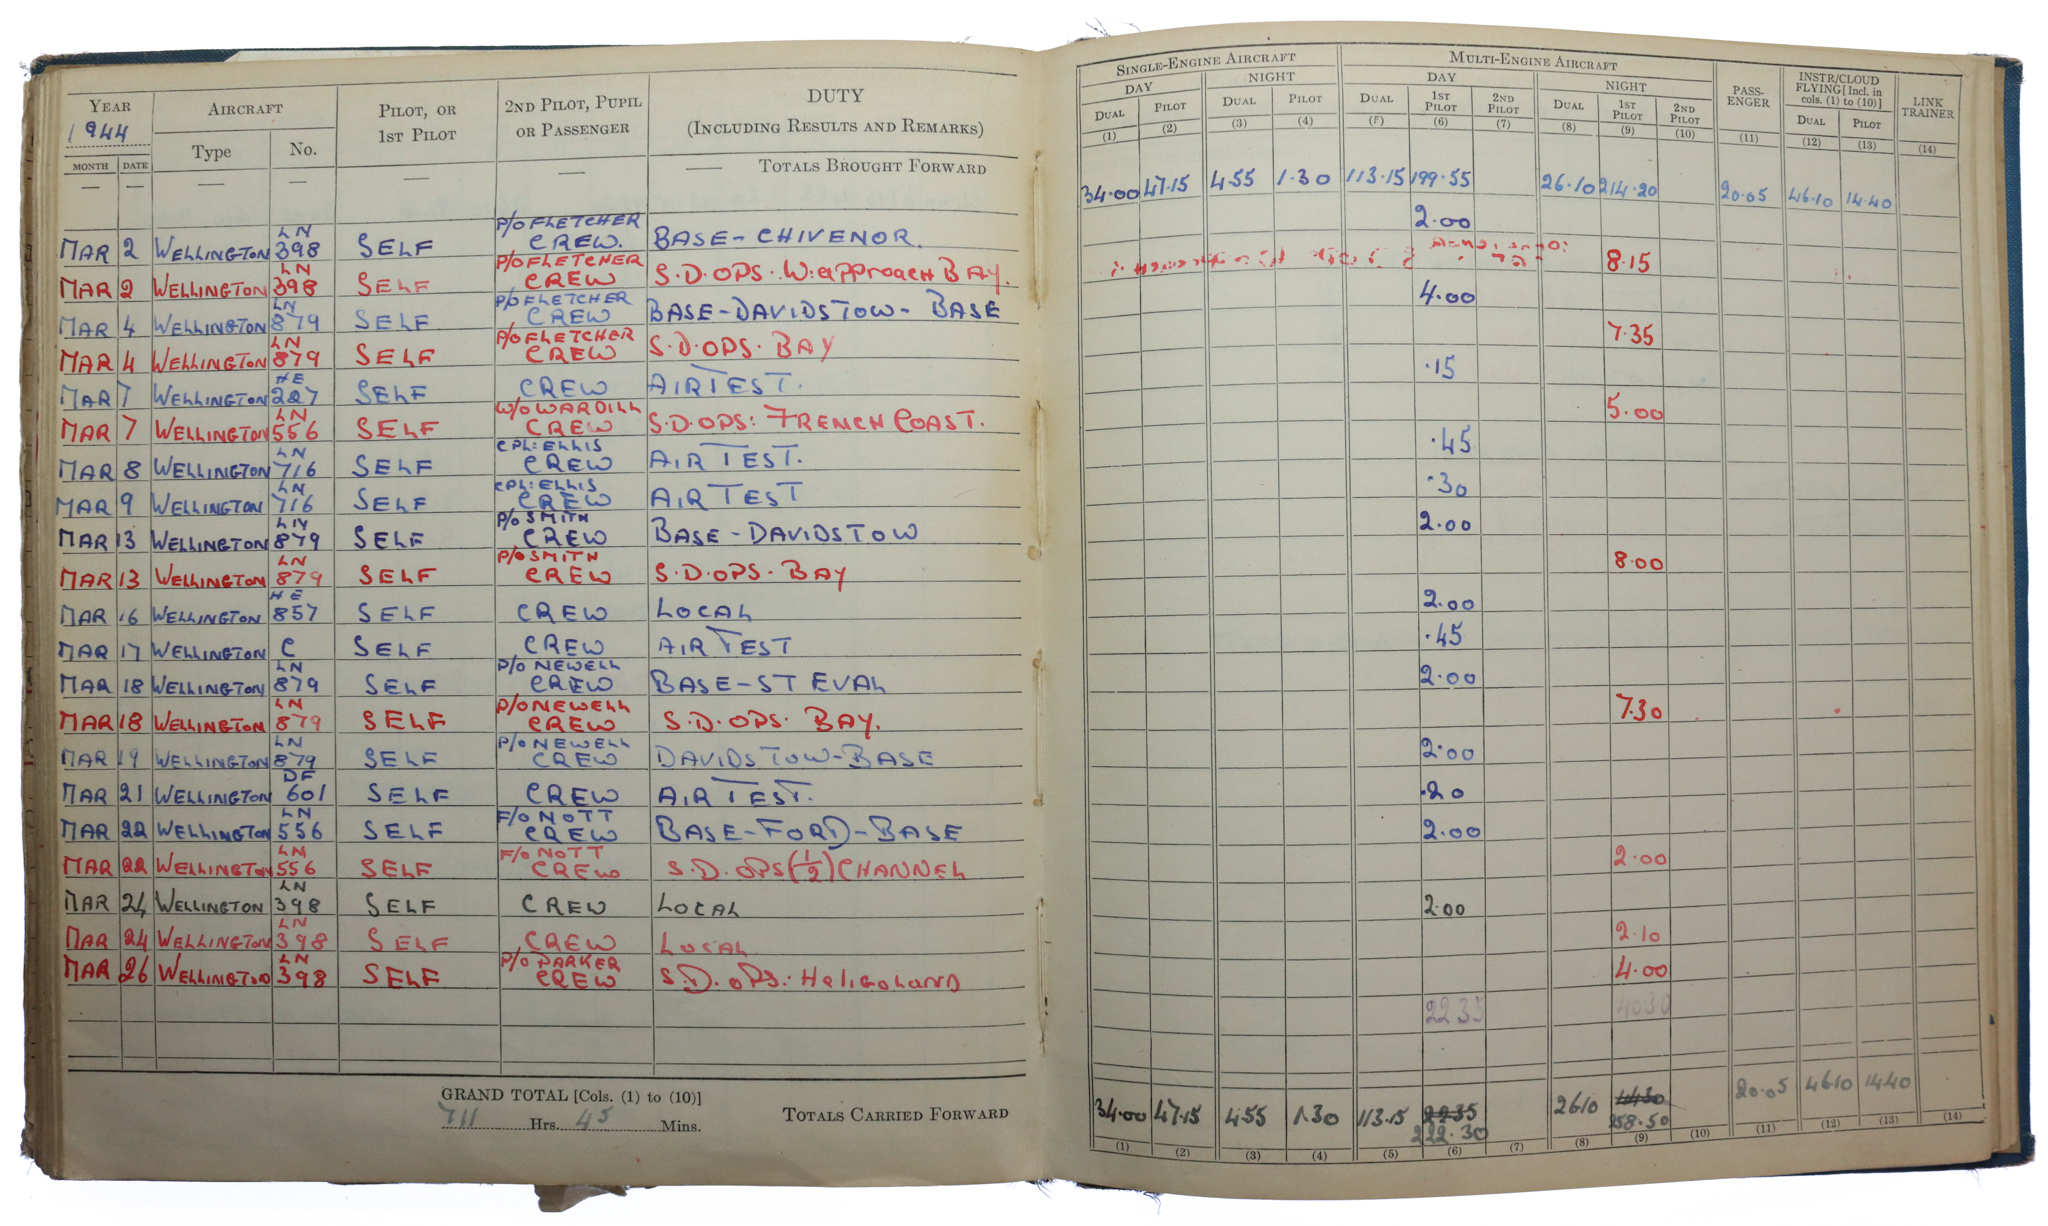 YEAR AIRCRAFT PILOT, OR 1ST PILOT 2ND PILOT, PUPIL OR PASSENGER DUTY (INCLUDING RESULTS AND REMARKS)
1944 Type No.
MONTH DATE
— — — — — — —— TOTALS BROUGHT FORWARD
SINGLE-ENGINE AIRCRAFT MULTI-ENGINE AIRCRAFT PASSENGER INSTR/CLOUD FLYING [Incl. in cols. (1) to (10)] LINK TRAINER
DAY NIGHT DAY NIGHT
DUAL PILOT DUAL PILOT DUAL 1ST PILOT 2ND PILOT DUAL 1ST PILOT 2ND PILOT DUAL PILOT
(1) (2) (3) (4) (5) (6) (7) (8) (9) (10) (11) (12) (13) (14)
34.00 47.15 4.55 1.30 113.15 199.55 26.10 214.20 20.05 46.10 14.40
MAR 2 WELLINGTON LN 398 SELF P/O FLETCHER CREW. BASE-CHIVENOR. 2.00
MAR 2 WELLINGTON LN 398 SELF P/O FLETCHER CREW S.D.OPS. W.approach BAY. 8.15
MAR 4 WELLINGTON LN 879 SELF P/O FLETCHER CREW BASE-DAVIDSTOW-BASE 4.00
MAR 4 WELLINGTON LN 879 SELF P/O FLETCHER CREW S.D.OPS. BAY 7.35
MAR 7 WELLINGTON HE 227 SELF CREW AIR TEST. .15
MAR 7 WELLINGTON LN 556 SELF W/O WARDILL CREW S.D.OPS: FRENCH COAST. 5.00
MAR 8 WELLINGTON LN 716 SELF CPL: ELLIS CREW AIR TEST. .45
MAR 9 WELLINGTON LN 716 SELF CPL: ELLIS CREW AIR TEST .30
MAR 13 WELLINGTON LN 879 SELF P/O SMITH CREW BASE-DAVIDSTOW 2.00
MAR 13 WELLINGTON LN 879 SELF P/O SMITH CREW S.D.OPS. BAY 8.00
MAR 16 WELLINGTON HE 857 SELF CREW LOCAL 2.00
MAR 17 WELLINGTON C SELF CREW AIR TEST .45
MAR 18 WELLINGTON LN 879 SELF P/O NEWELL CREW BASE-ST EVAL 2.00
MAR 18 WELLINGTON LN 879 SELF P/O NEWELL CREW S.D.OPS. BAY. 7.30
MAR 19 WELLINGTON LN 879 SELF P/O NEWELL CREW DAVIDSTOW-BASE 2.00
MAR 21 WELLINGTON DF 601 SELF CREW AIR TEST. .20
MAR 22 WELLINGTON LN 556 SELF F/O NOTT CREW BASE-FORD-BASE 2.00
MAR 22 WELLINGTON LN 556 SELF F/O NOTT CREW S.D.OPS (1/2) CHANNEL 2.00
MAR 24 WELLINGTON LN 398 SELF CREW LOCAL 2.00
MAR 24 WELLINGTON LN 398 SELF CREW LOCAL 2.10
MAR 26 WELLINGTON LN 398 SELF P/O PARKER CREW S.D.OPS: HELIGOLAND 4.00
22 35 4030
GRAND TOTAL [Cols. (1) to (10)]
711 Hrs. 45 Mins. TOTALS CARRIED FORWARD
34.00 47.15 4.55 1.30 113.15 2235 2610 20.05 46.10 14.40
222.30 258.50
(1) (2) (3) (4) (5) (6) (7) (8) (9) (10) (11) (12) (13) (14)